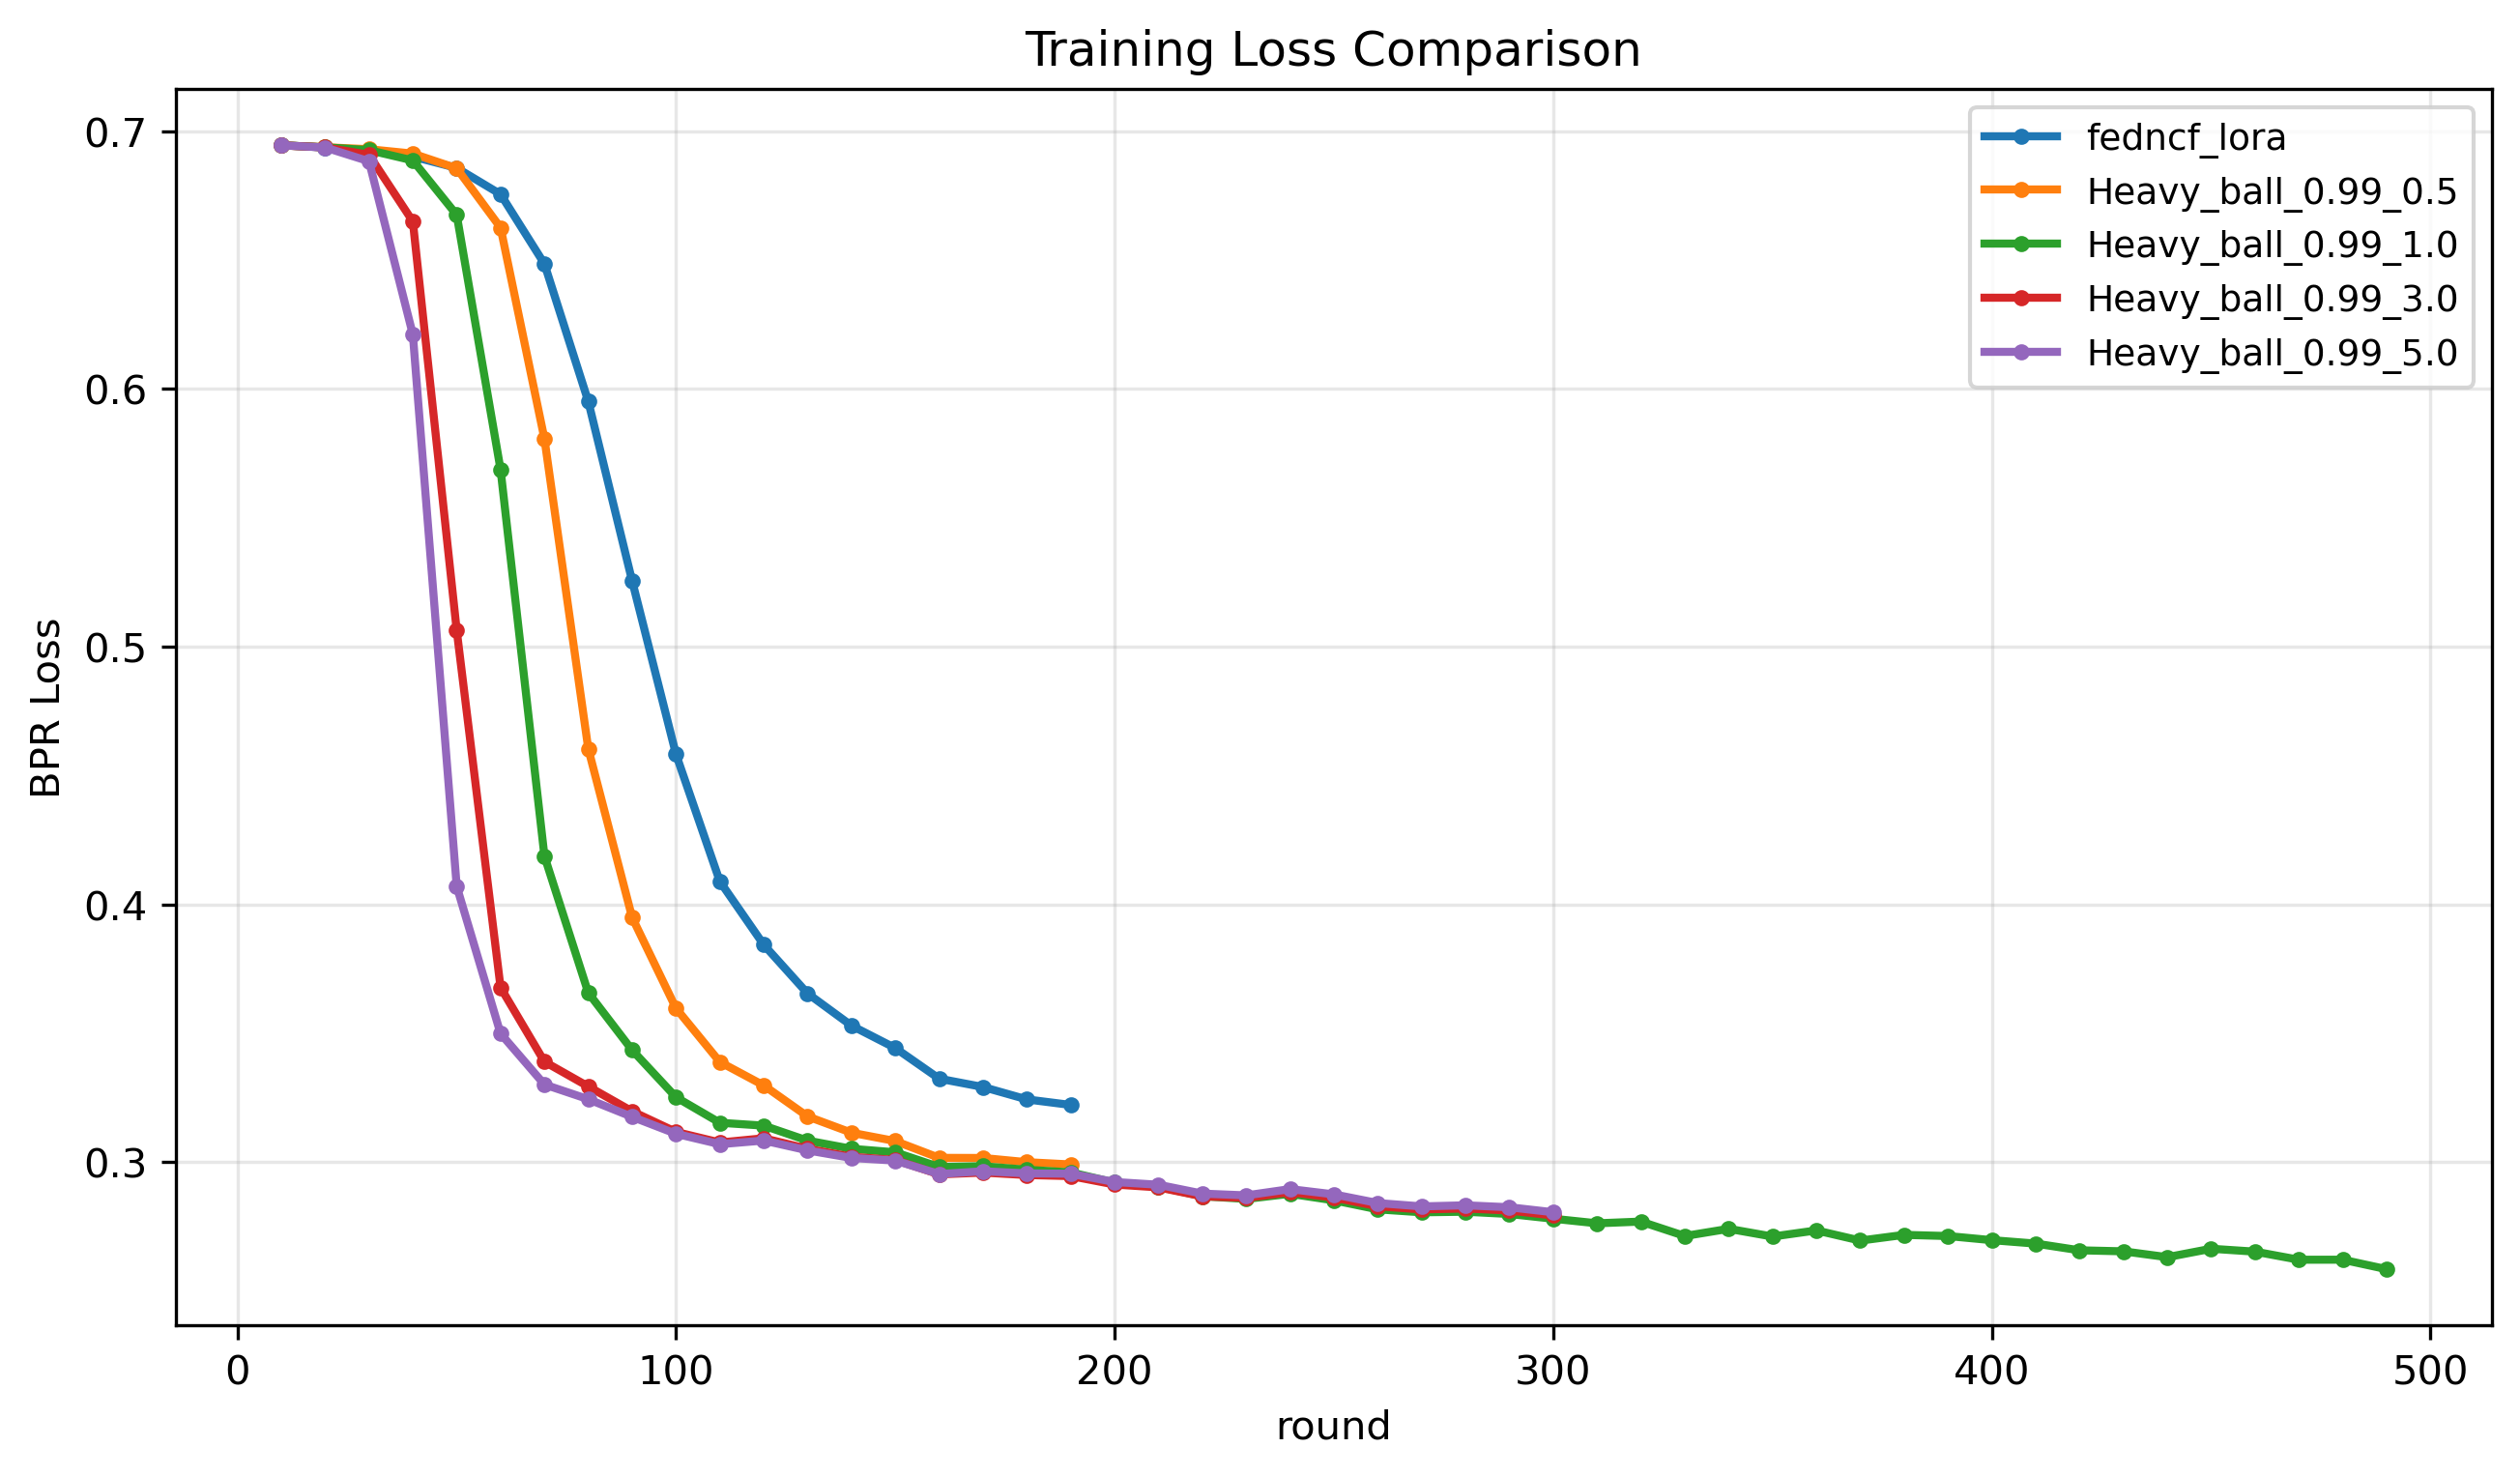 Training Loss Comparison
fedncf_lora
Heavy_ball_0.99_0.5
Heavy_ball_0.99_1.0
Heavy_ball_0.99_3.0
Heavy_ball_0.99_5.0
BPR Loss
0.7
0.6
0.5
0.4
0.3
0 100 200 300 400 500
round